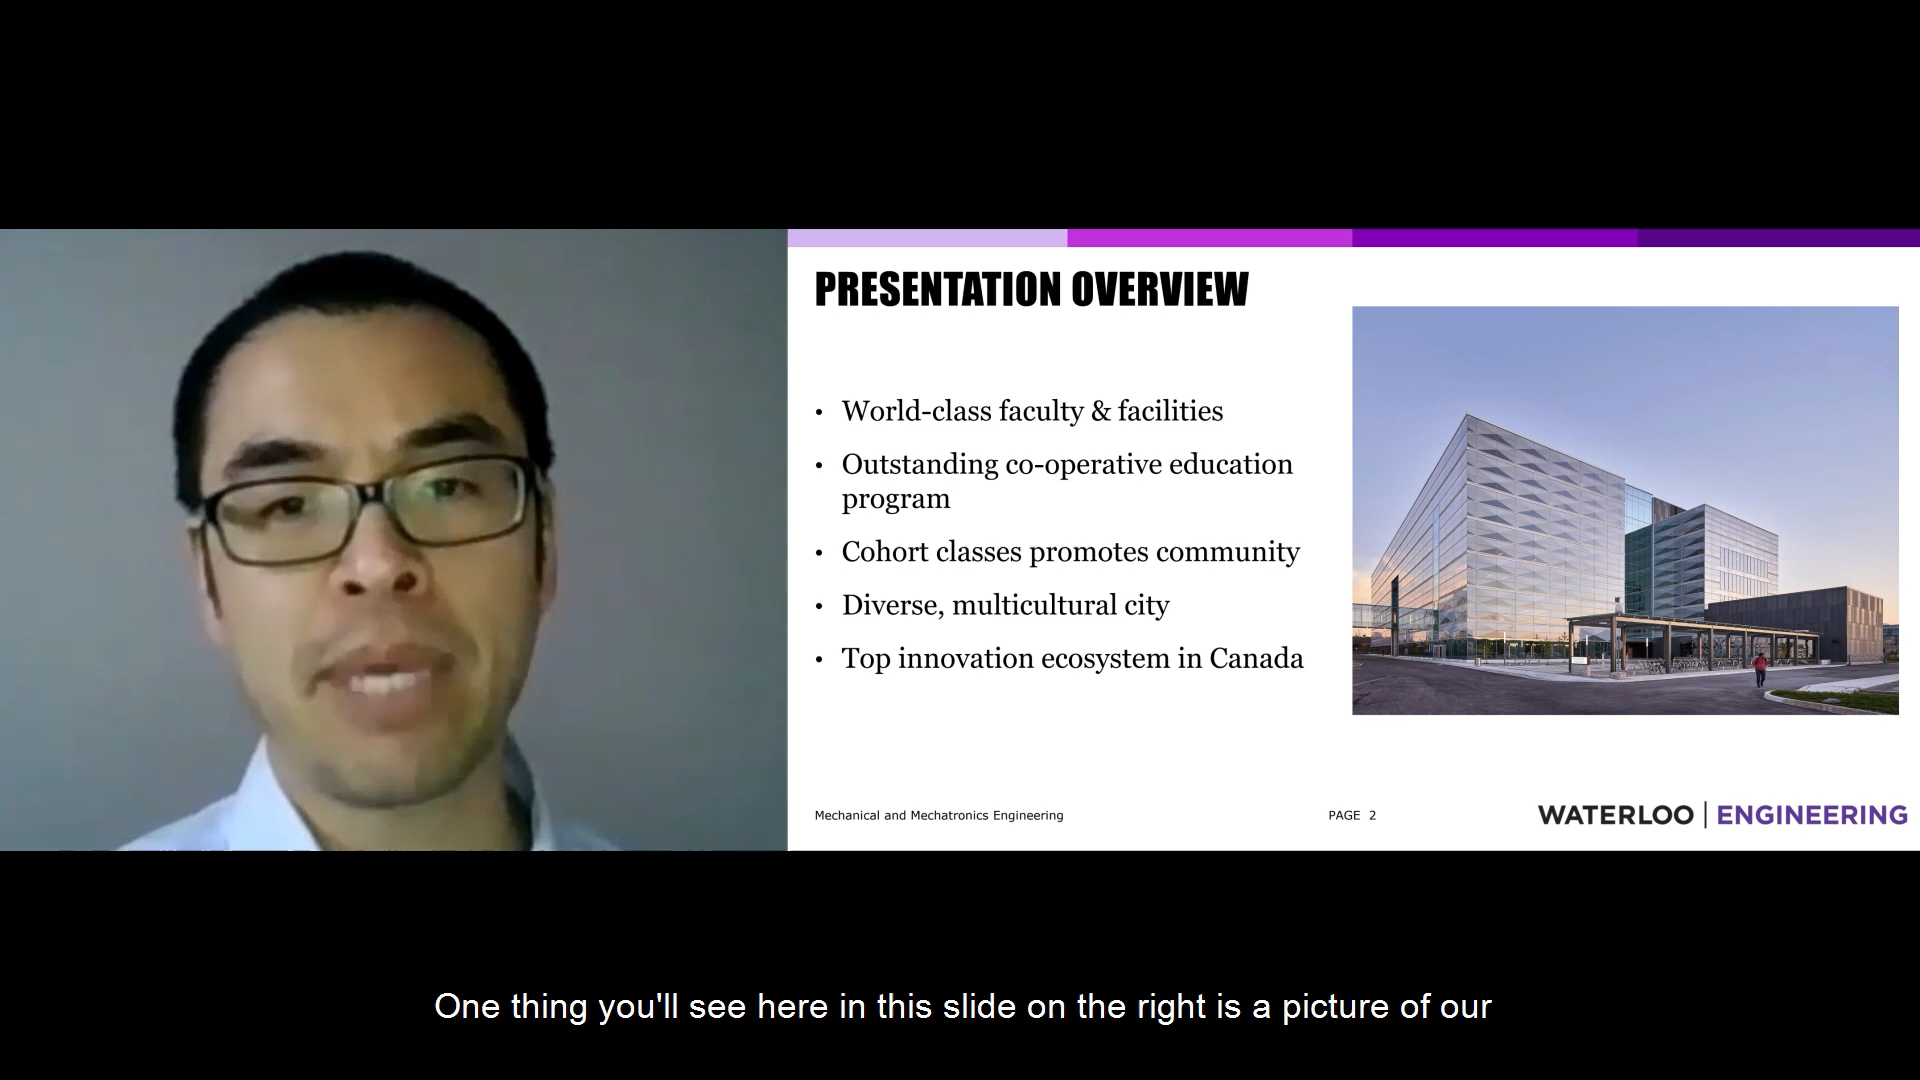 PRESENTATION OVERVIEW
• World-class faculty & facilities
• Outstanding co-operative education
program
• Cohort classes promotes community
• Diverse, multicultural city
• Top innovation ecosystem in Canada
Mechanical and Mechatronics Engineering
PAGE 2
WATERLOO | ENGINEERING
One thing you'll see here in this slide on the right is a picture of our